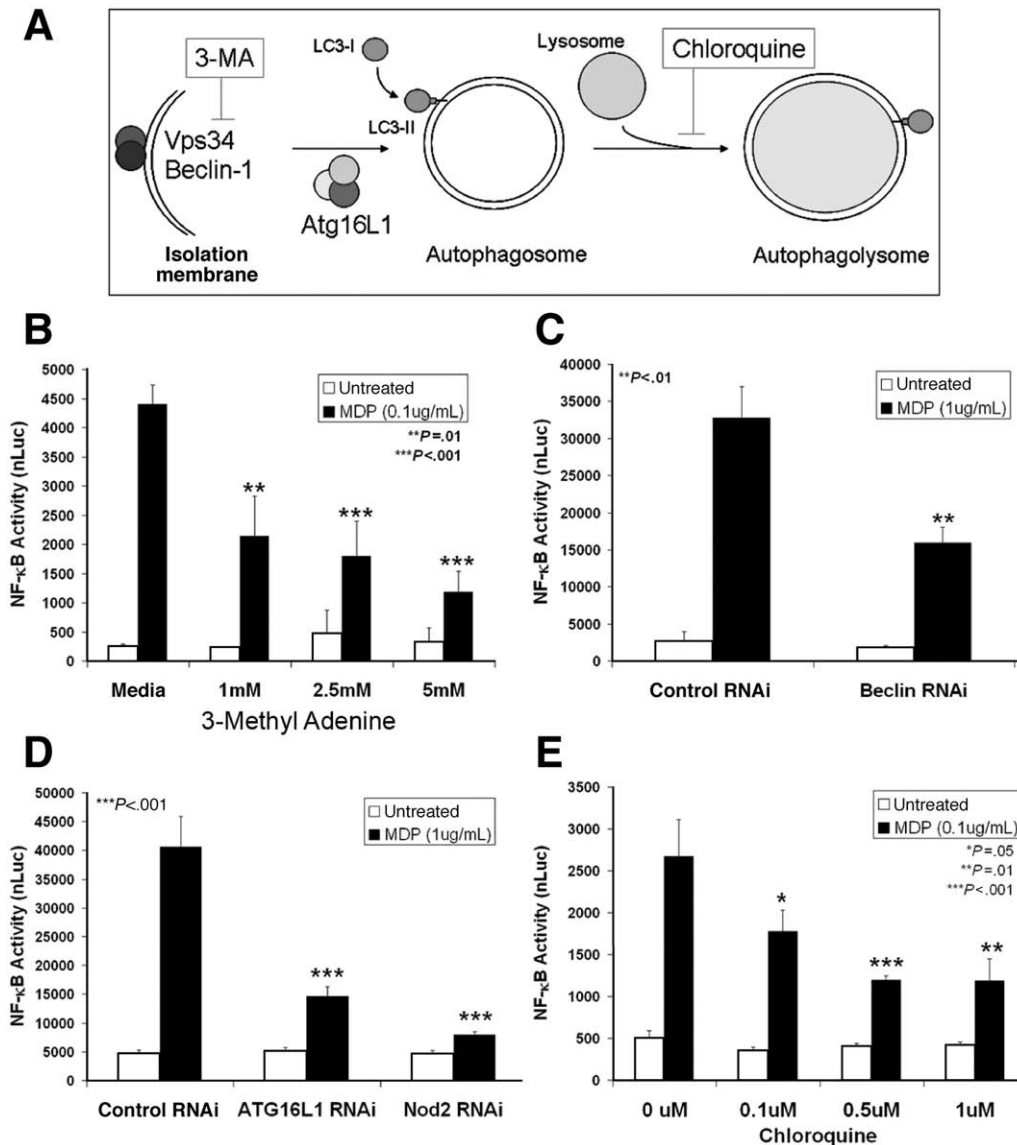 A
3-MA
Vps34
Beclin-1
Isolation
membrane
LC3-I
LC3-II
Atg16L1
Autophagosome
Lysosome
Chloroquine
Autophagolysome
B
NF-κB Activity (nLuc)
5000
4500
4000
3500
3000
2500
2000
1500
1000
500
0
Untreated
MDP (0.1ug/mL)
**P=.01
***P<.001
**
***
***
Media 1mM 2.5mM 5mM
3-Methyl Adenine
C
NF-κB Activity (nLuc)
40000
35000
30000
25000
20000
15000
10000
5000
0
**P<.01
Untreated
MDP (1ug/mL)
**
Control RNAi Beclin RNAi
D
NF-κB Activity (nLuc)
50000
45000
40000
35000
30000
25000
20000
15000
10000
5000
0
***P<.001
Untreated
MDP (1ug/mL)
***
***
Control RNAi ATG16L1 RNAi Nod2 RNAi
E
NF-κB Activity (nLuc)
3500
3000
2500
2000
1500
1000
500
0
Untreated
MDP (0.1ug/mL)
*P=.05
**P=.01
***P<.001
*
***
**
0 uM 0.1uM 0.5uM 1uM
Chloroquine